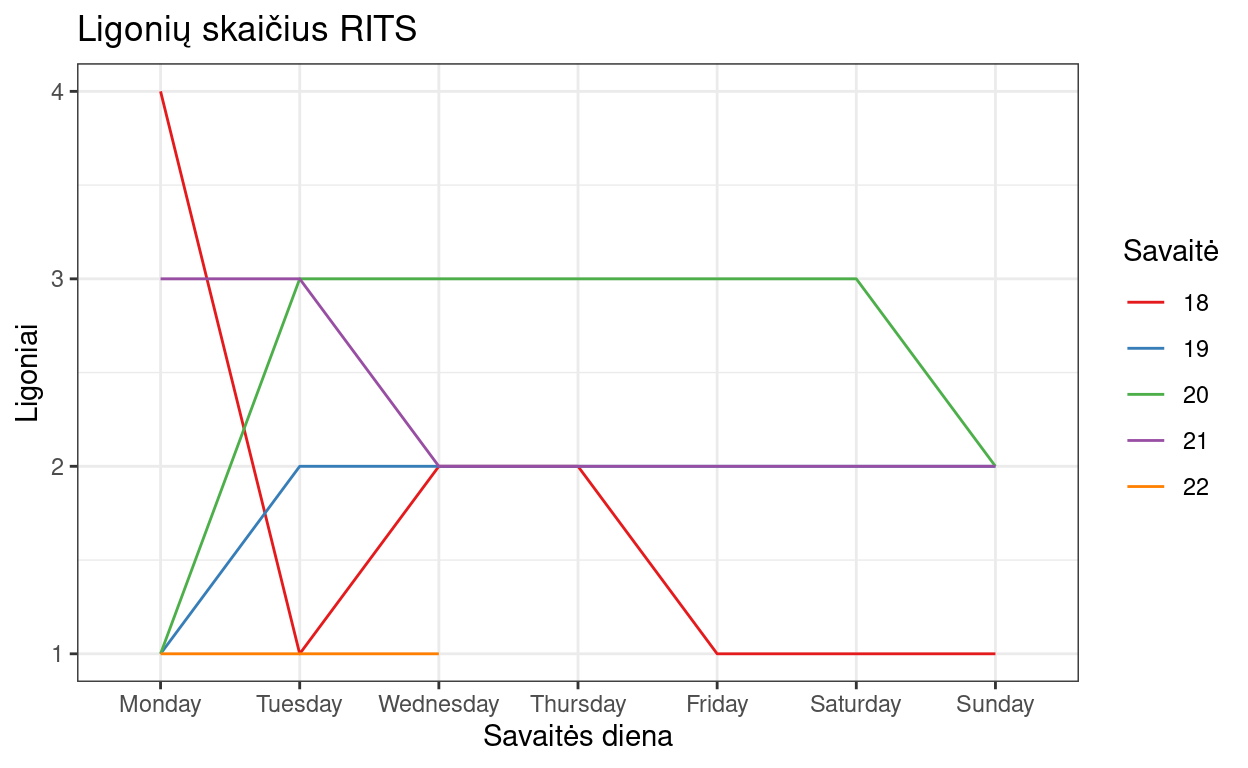 Ligonių skaičius RITS
4
3
2
1
Ligoniai
Monday Tuesday Wednesday Thursday Friday Saturday Sunday
Savaitės diena
Savaitė
18
19
20
21
22